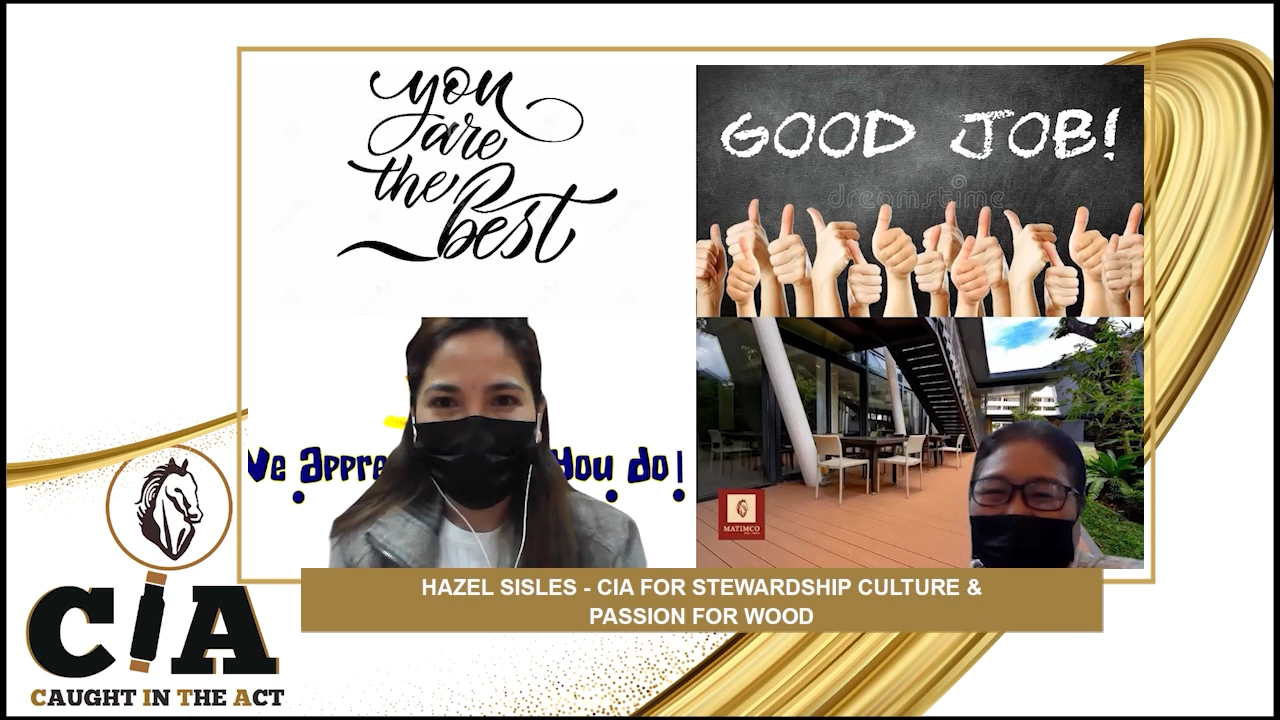 you
are
the
best
GOOD JOB!
dreamstime
We appre
you do!
MATIMCO
HAZEL SISLES - CIA FOR STEWARDSHIP CULTURE &
PASSION FOR WOOD
CIA
CAUGHT IN THE ACT